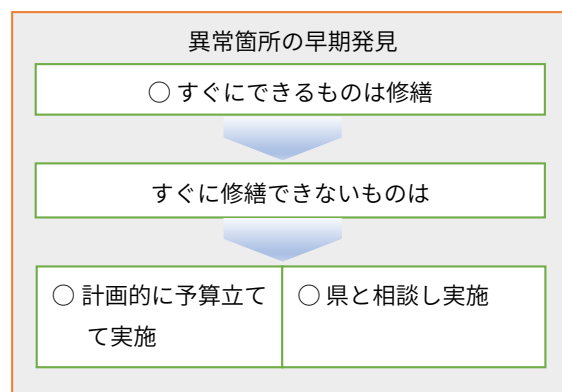 異常箇所の早期発見
○ すぐにできるものは修繕
すぐに修繕できないものは
○ 計画的に予算立て
て実施
○ 県と相談し実施